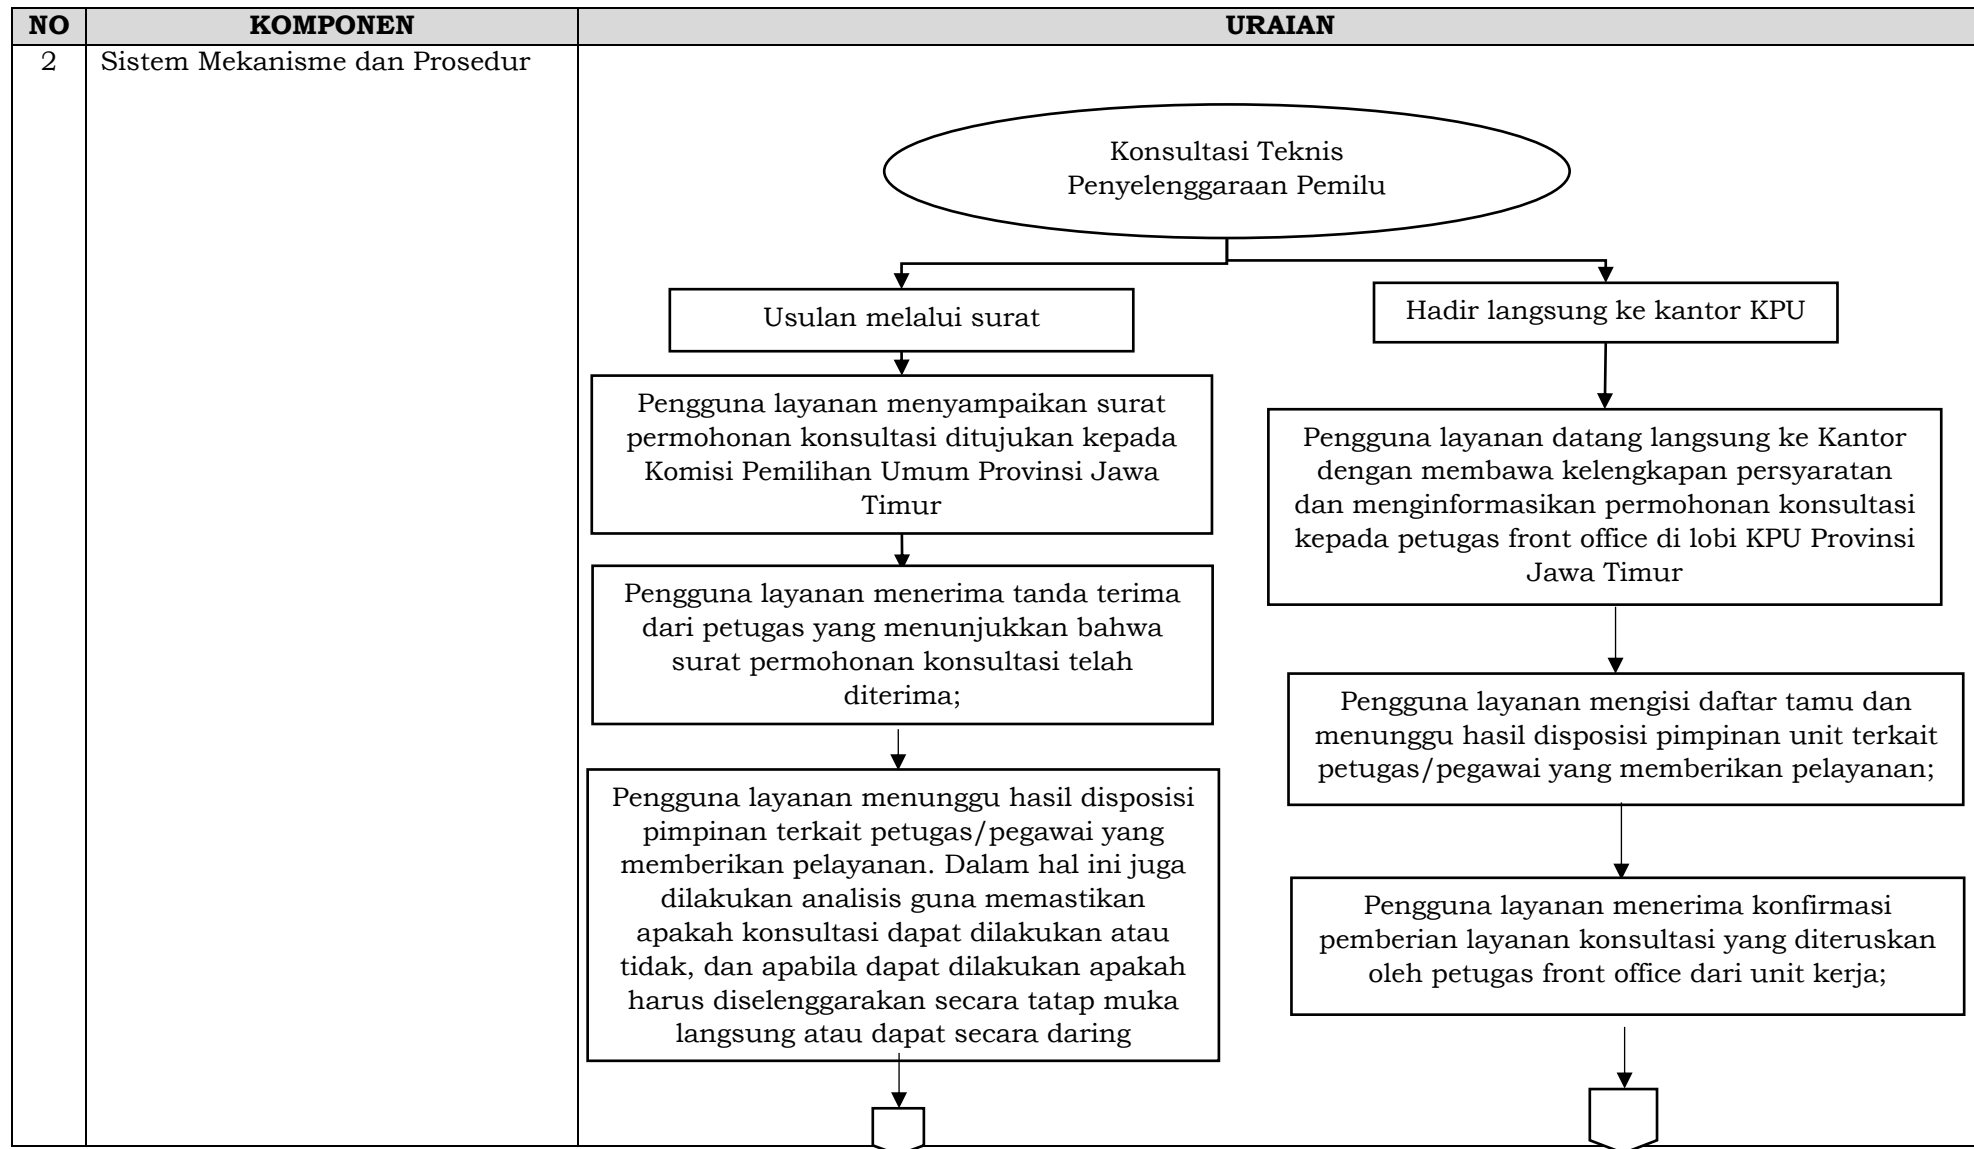 NO KOMPONEN URAIAN
2 Sistem Mekanisme dan Prosedur
Konsultasi Teknis
Penyelenggaraan Pemilu
Usulan melalui surat
Pengguna layanan menyampaikan surat
permohonan konsultasi ditujukan kepada
Komisi Pemilihan Umum Provinsi Jawa
Timur
Pengguna layanan menerima tanda terima
dari petugas yang menunjukkan bahwa
surat permohonan konsultasi telah
diterima;
Pengguna layanan menunggu hasil disposisi
pimpinan terkait petugas/pegawai yang
memberikan pelayanan. Dalam hal ini juga
dilakukan analisis guna memastikan
apakah konsultasi dapat dilakukan atau
tidak, dan apabila dapat dilakukan apakah
harus diselenggarakan secara tatap muka
langsung atau dapat secara daring
Hadir langsung ke kantor KPU
Pengguna layanan datang langsung ke Kantor
dengan membawa kelengkapan persyaratan
dan menginformasikan permohonan konsultasi
kepada petugas front office di lobi KPU Provinsi
Jawa Timur
Pengguna layanan mengisi daftar tamu dan
menunggu hasil disposisi pimpinan unit terkait
petugas/pegawai yang memberikan pelayanan;
Pengguna layanan menerima konfirmasi
pemberian layanan konsultasi yang diteruskan
oleh petugas front office dari unit kerja;